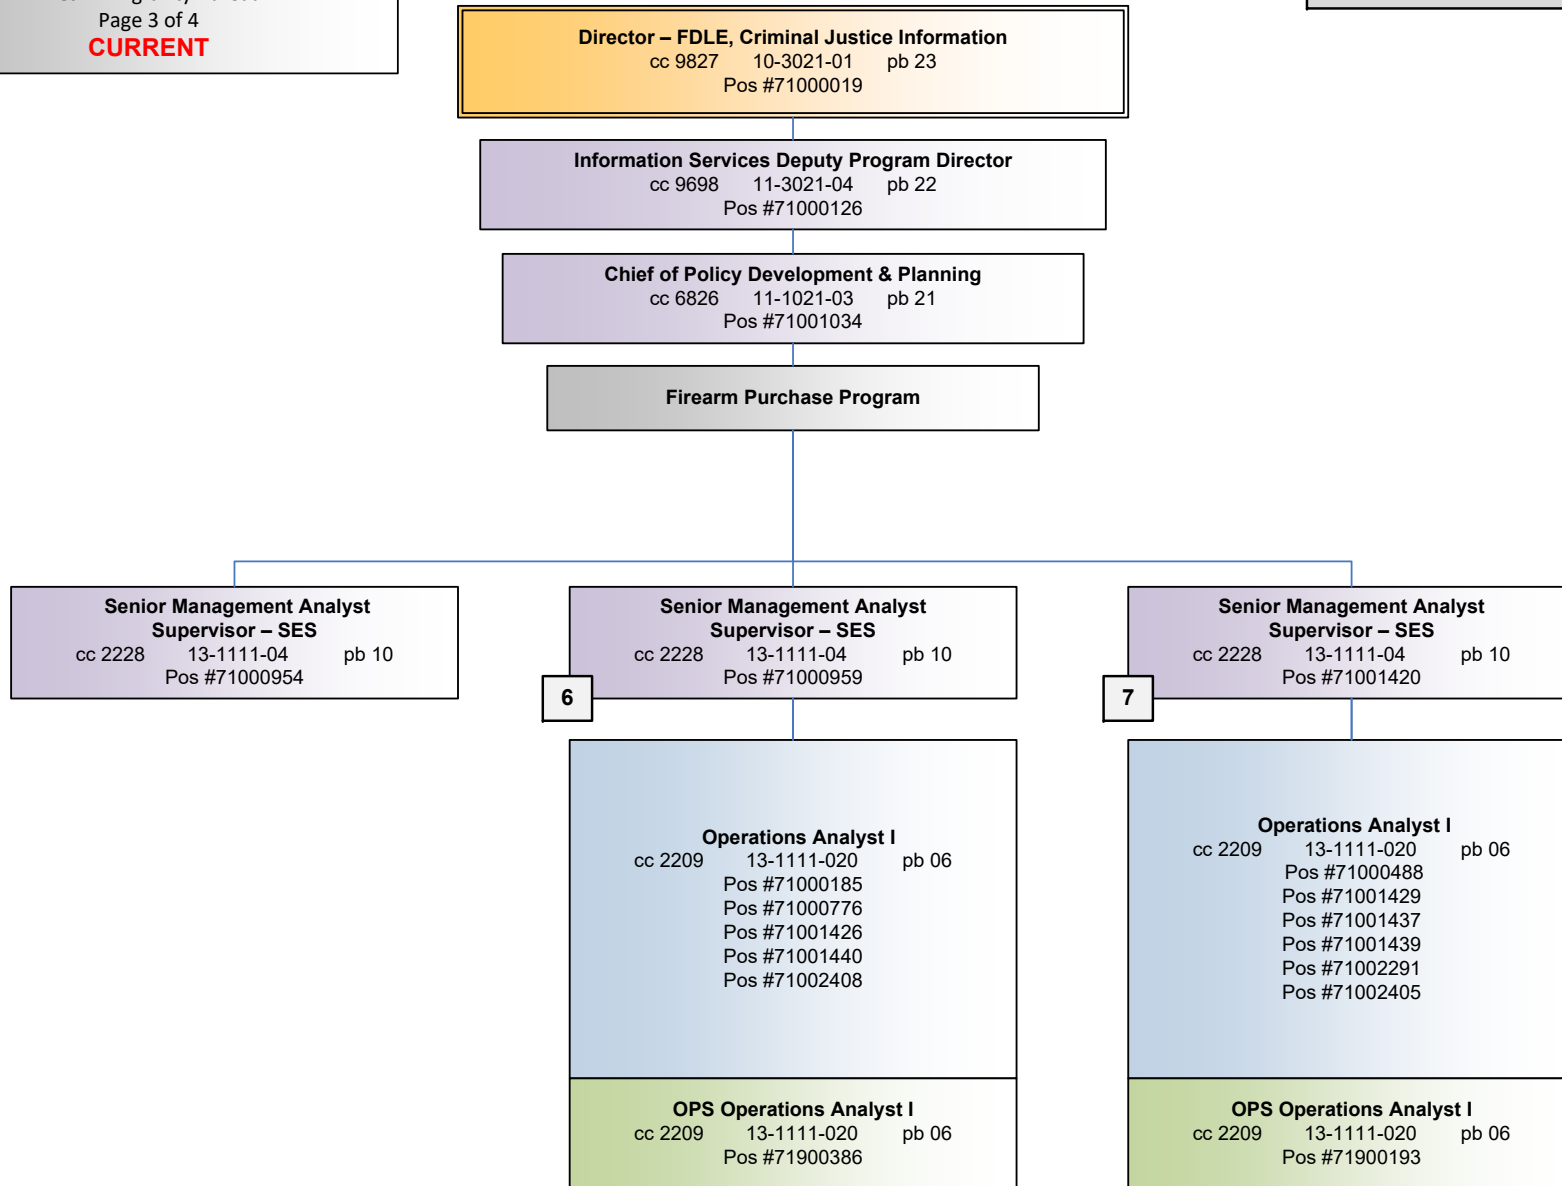 Page 3 of 4
CURRENT
Director – FDLE, Criminal Justice Information
cc 9827 10-3021-01 pb 23
Pos #71000019
Information Services Deputy Program Director
cc 9698 11-3021-04 pb 22
Pos #71000126
Chief of Policy Development & Planning
cc 6826 11-1021-03 pb 21
Pos #71001034
Firearm Purchase Program
Senior Management Analyst
Supervisor – SES
cc 2228 13-1111-04 pb 10
Pos #71000954
Senior Management Analyst
Supervisor – SES
cc 2228 13-1111-04 pb 10
Pos #71000959
6
Operations Analyst I
cc 2209 13-1111-020 pb 06
Pos #71000185
Pos #71000776
Pos #71001426
Pos #71001440
Pos #71002408
OPS Operations Analyst I
cc 2209 13-1111-020 pb 06
Pos #71900386
Senior Management Analyst
Supervisor – SES
cc 2228 13-1111-04 pb 10
Pos #71001420
7
Operations Analyst I
cc 2209 13-1111-020 pb 06
Pos #71000488
Pos #71001429
Pos #71001437
Pos #71001439
Pos #71002291
Pos #71002405
OPS Operations Analyst I
cc 2209 13-1111-020 pb 06
Pos #71900193